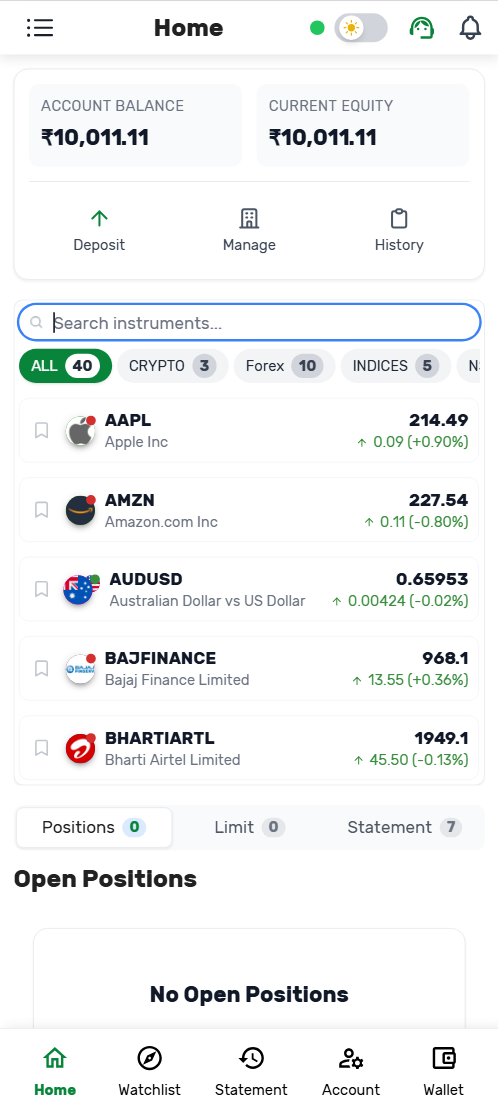 Home
ACCOUNT BALANCE
₹10,011.11
CURRENT EQUITY
₹10,011.11
Deposit
Manage
History
Search instruments...
ALL 40 CRYPTO 3 Forex 10 INDICES 5
AAPL 214.49
Apple Inc ↑ 0.09 (+0.90%)
AMZN 227.54
Amazon.com Inc ↑ 0.11 (-0.80%)
AUDUSD 0.65953
Australian Dollar vs US Dollar ↑ 0.00424 (-0.02%)
BAJFINANCE 968.1
Bajaj Finance Limited ↑ 13.55 (+0.36%)
BHARTIARTL 1949.1
Bharti Airtel Limited ↑ 45.50 (-0.13%)
Positions 0 Limit 0 Statement 7
Open Positions
No Open Positions
Home Watchlist Statement Account Wallet